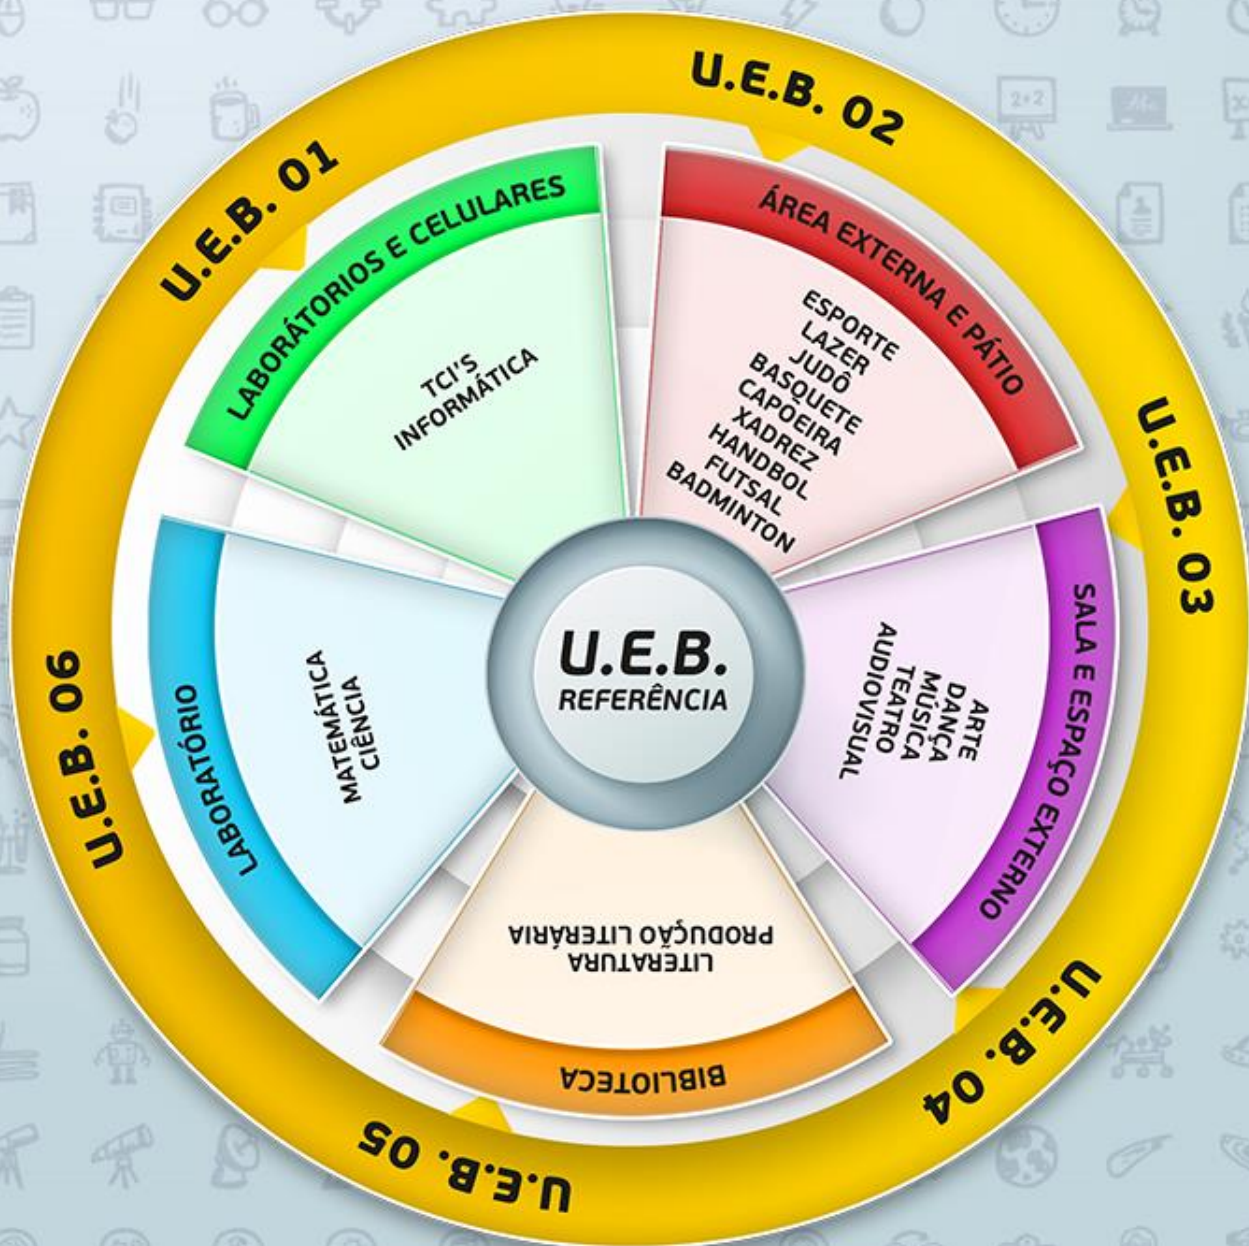 U.E.B. 01
U.E.B. 02
U.E.B. 03
U.E.B. 04
U.E.B. 05
U.E.B. 06
LABORÁTORIOS E CELULARES
TCI'S
INFORMÁTICA
ÁREA EXTERNA E PÁTIO
ESPORTE
LAZER
JUDÔ
BASQUETE
CAPOEIRA
XADREZ
HANDBOL
FUTSAL
BADMINTON
SALA E ESPAÇO EXTERNO
ARTE
DANÇA
MÚSICA
TEATRO
AUDIOVISUAL
BIBLIOTECA
LITERATURA
PRODUÇÃO LITERÁRIA
LABORATÓRIO
MATEMÁTICA
CIÊNCIA
U.E.B.
REFERÊNCIA
2+2